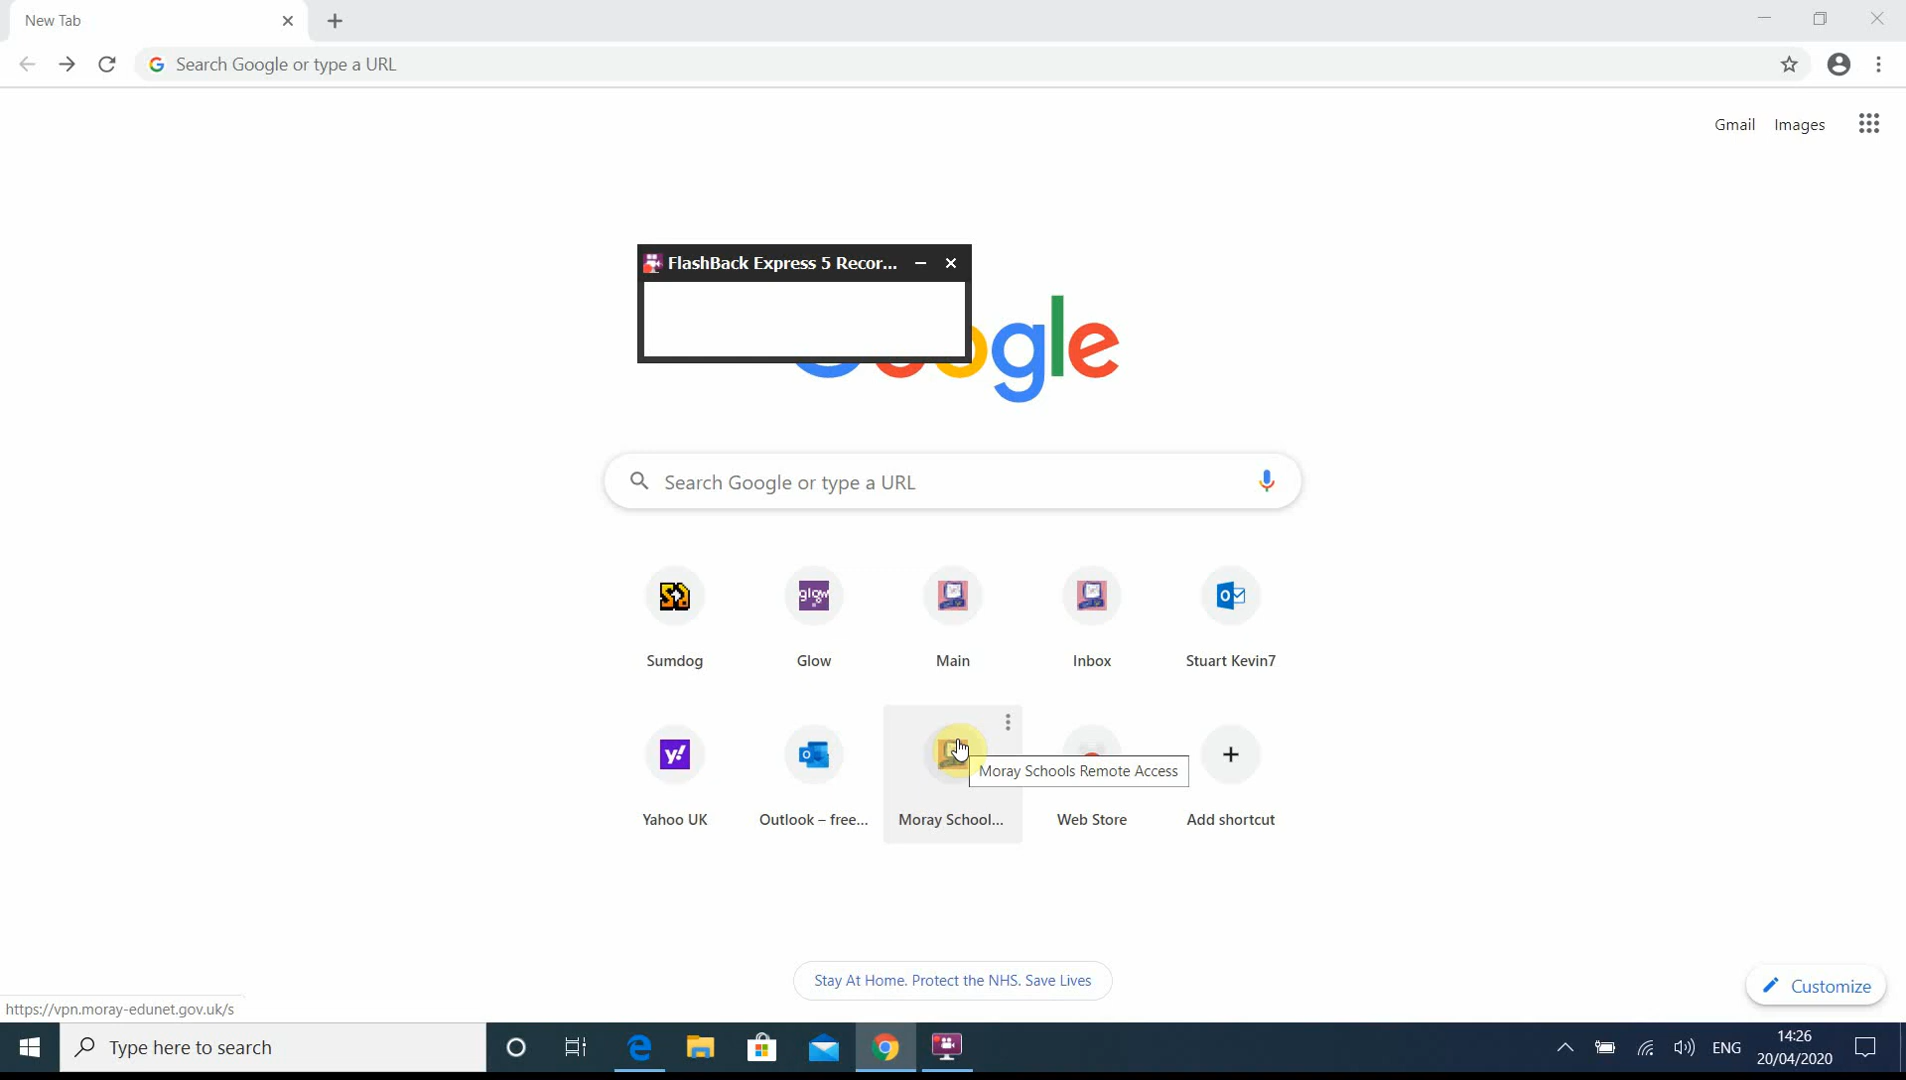 New Tab
Search Google or type a URL
Gmail Images
FlashBack Express 5 Recor...
Google
Search Google or type a URL
glow
Sumdog Glow Main Inbox Stuart Kevin7
y!
Moray Schools Remote Access
Yahoo UK Outlook – free... Moray School... Web Store Add shortcut
Stay At Home. Protect the NHS. Save Lives
Customize
https://vpn.moray-edunet.gov.uk/s
Type here to search
ENG
14:26
20/04/2020